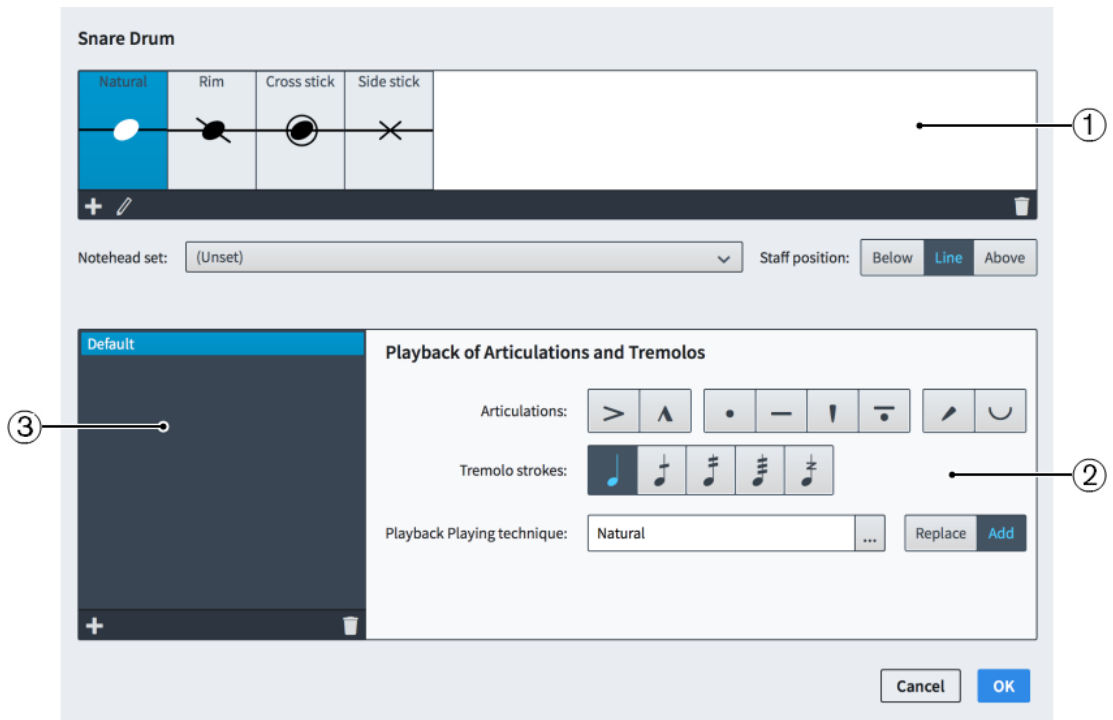 Snare Drum
Natural Rim Cross stick Side stick
①
Notehead set: (Unset) Staff position: Below Line Above
Default
Playback of Articulations and Tremolos
Articulations:
③
Tremolo strokes:
②
Playback Playing technique: Natural ... Replace Add
Cancel OK